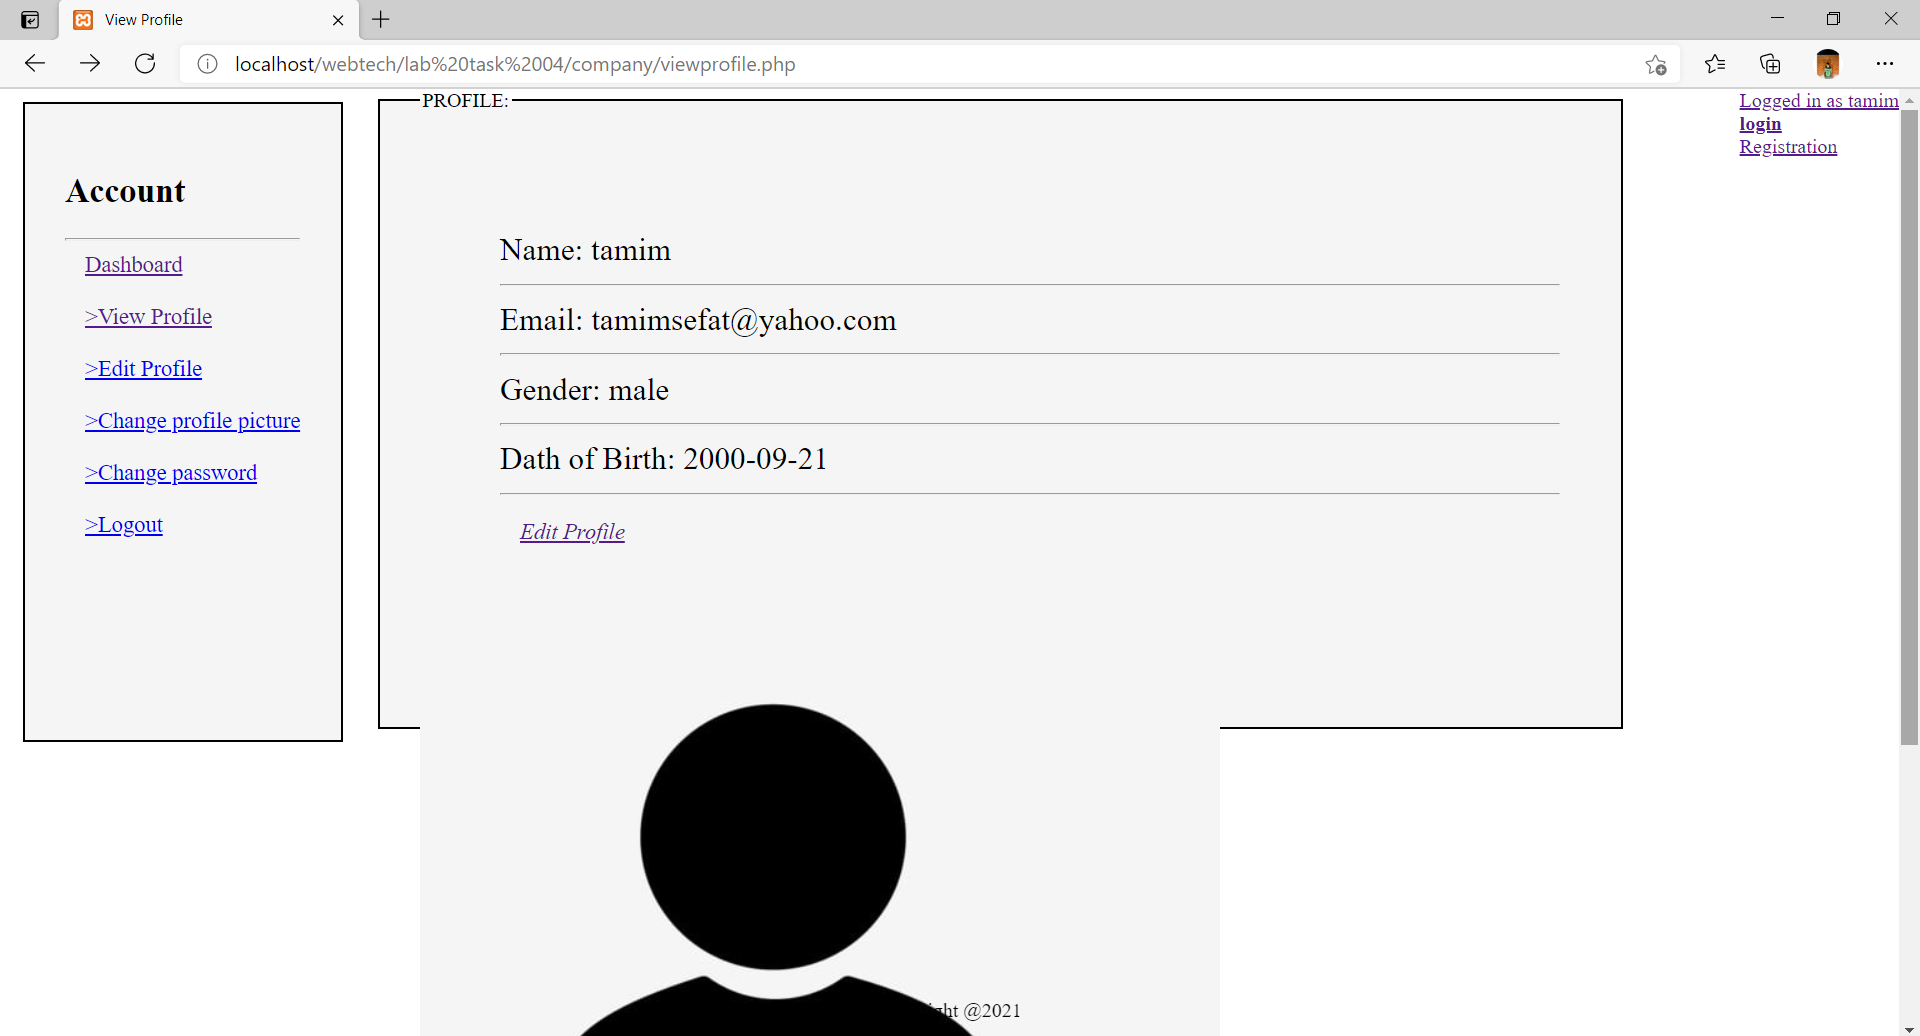 View Profile
localhost/webtech/lab%20task%2004/company/viewprofile.php
PROFILE:
Logged in as tamim
login
Registration
Account
Dashboard
>View Profile
>Edit Profile
>Change profile picture
>Change password
>Logout
Name: tamim
Email: tamimsefat@yahoo.com
Gender: male
Dath of Birth: 2000-09-21
Edit Profile
@2021